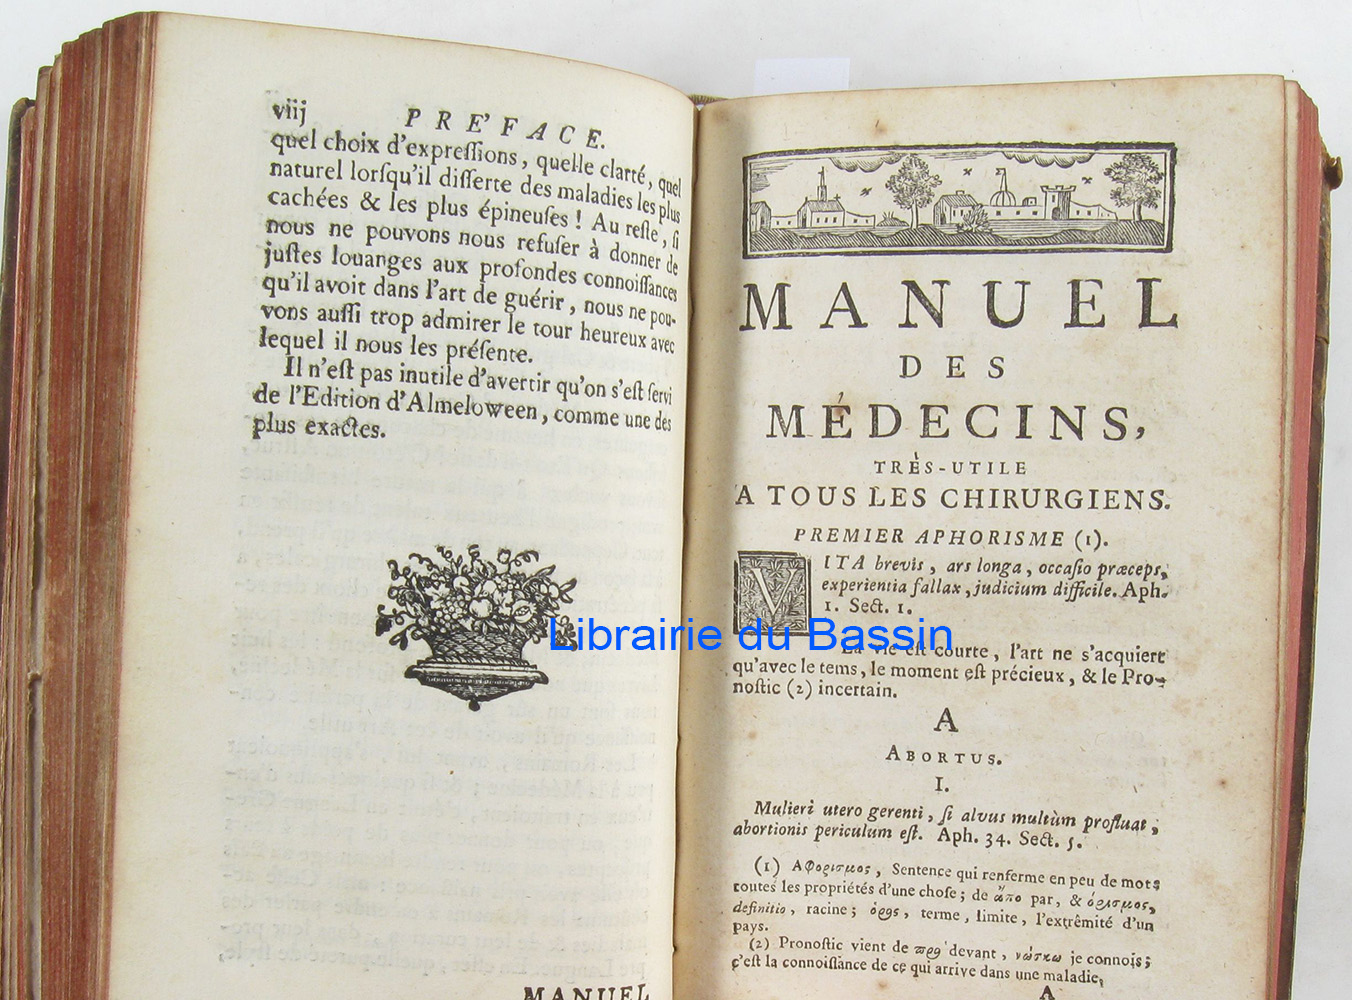 viij PRE'FACE.
quel choix d'expreſſions, quelle clarté, quel
naturel lorſqu'il diſſerte des maladies les plus
cachées & les plus épineuſes ! Au reſte, ſi
nous ne pouvons nous refuſer à donner de
juſtes louanges aux profondes connoiſſances
qu'il avoit dans l'art de guérir, nous ne pou-
vons auſſi trop admirer le tour heureux avec
lequel il nous les préſente.
Il n'eſt pas inutile d'avertir qu'on s'eſt ſervi
de l'Edition d'Almeloween, comme une des
plus exactes.
MANUEL
MANUEL
DES
MÉDECINS,
TRÈS-UTILE
A TOUS LES CHIRURGIENS.
PREMIER APHORISME (1).
VITA brevis, ars longa, occaſio præceps,
experientia fallax, judicium difficile. Aph.
1. Sect. 1.
Librairie du Bassin
La vie eſt courte, l'art ne s'acquiert
qu'avec le tems, le moment eſt précieux, & le Pro-
noſtic (2) incertain.
A
ABORTUS.
I.
Mulieri utero gerenti, ſi alvus multùm profluat,
abortionis periculum eſt. Aph. 34. Sect. 5.
(1) Αφορισμος, Sentence qui renferme en peu de mots
toutes les propriétés d'une choſe; de ἄπο par, & ὁρισμος,
definitio, racine; ὁρος, terme, limite, l'extrêmité d'un
pays.
(2) Pronoſtic vient de προ devant, νώσκω je connois;
c'eſt la connoiſſance de ce qui arrive dans une maladie.
A